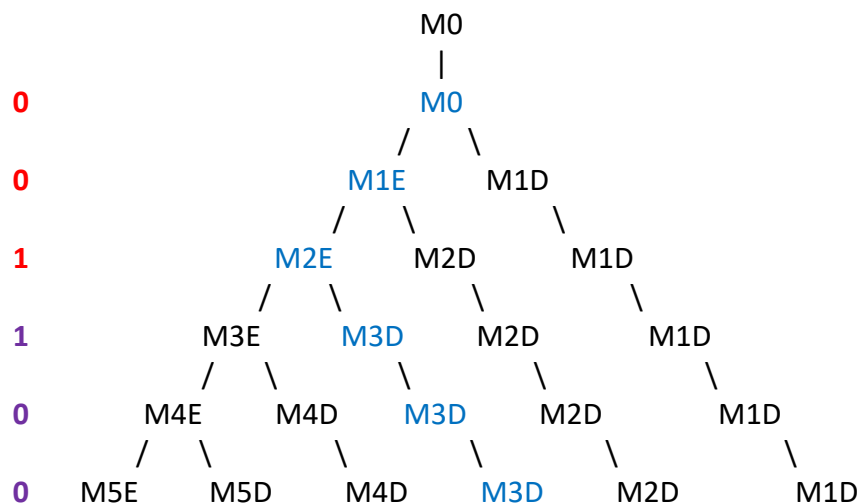 M0
0 M0
0 M1E M1D
1 M2E M2D M1D
1 M3E M3D M2D M1D
0 M4E M4D M3D M2D M1D
0 M5E M5D M4D M3D M2D M1D